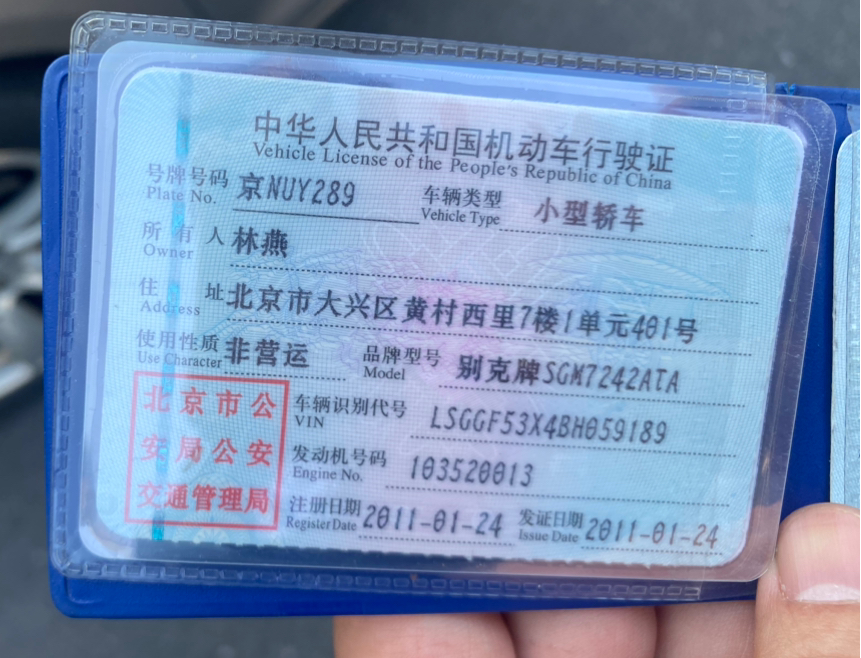 中华人民共和国机动车行驶证
Vehicle License of the People's Republic of China
号牌号码 京NUY289 车辆类型 小型轿车
Plate No. Vehicle Type
所有人 林燕
Owner
住址 北京市大兴区黄村西里7楼1单元401号
Address
使用性质 非营运 品牌型号 别克牌SGM7242ATA
Use Character Model
北京市公安局公安交通管理局
车辆识别代号 LSGGF53X4BH059189
VIN
发动机号码 103520013
Engine No.
注册日期 2011-01-24 发证日期 2011-01-24
Register Date Issue Date